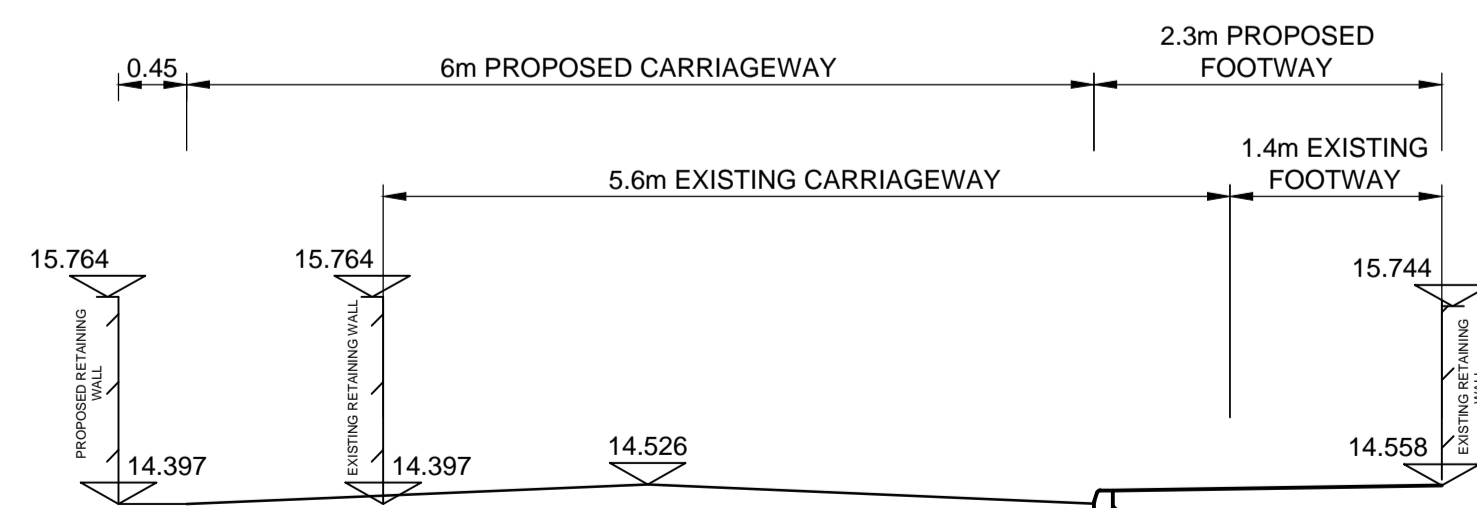 2.3m PROPOSED
FOOTWAY
0.45
6m PROPOSED CARRIAGEWAY
1.4m EXISTING
FOOTWAY
5.6m EXISTING CARRIAGEWAY
15.764
15.764
15.744
PROPOSED RETAINING
WALL
EXISTING RETAINING WALL
EXISTING RETAINING
WALL
14.397
14.397
14.526
14.558